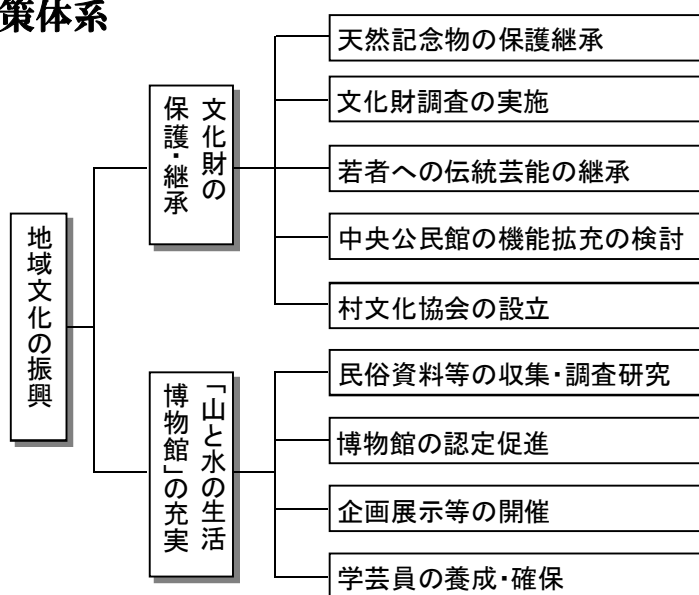 策体系
地域文化の振興
文化財の
保護・継承
天然記念物の保護継承
文化財調査の実施
若者への伝統芸能の継承
中央公民館の機能拡充の検討
村文化協会の設立
「山と水の生活
博物館」の充実
民俗資料等の収集・調査研究
博物館の認定促進
企画展示等の開催
学芸員の養成・確保